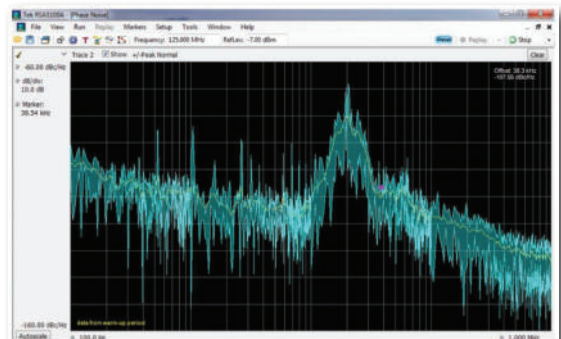 Tek RSA5100A - [Phase Noise]
File View Run Replay Markers Setup Tools Window Help
Frequency: 125.000 MHz RefLev: -7.00 dBm Replay Stop
Trace 2 Show +/-Peak Normal Clear
-60.00 dBc/Hz
dB/div:
10.0 dB
Marker:
38.54 kHz
Offset 38.3 kHz
-107.66 dBc/Hz
-160.00 dBc/Hz
data from warm-up period
Autoscale 100.0 Hz 1.000 MHz